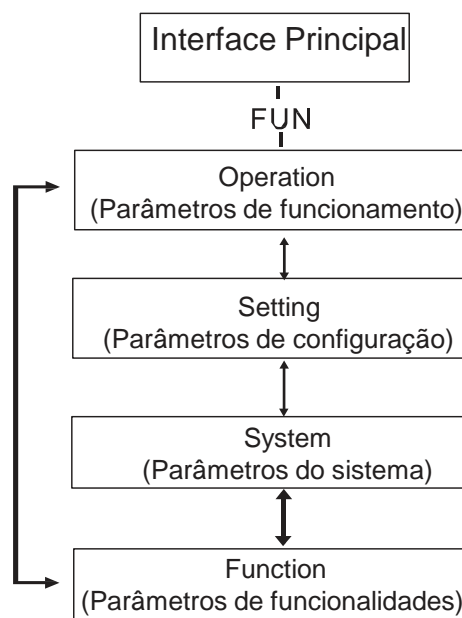 Interface Principal
FUN
Operation
(Parâmetros de funcionamento)
Setting
(Parâmetros de configuração)
System
(Parâmetros do sistema)
Function
(Parâmetros de funcionalidades)